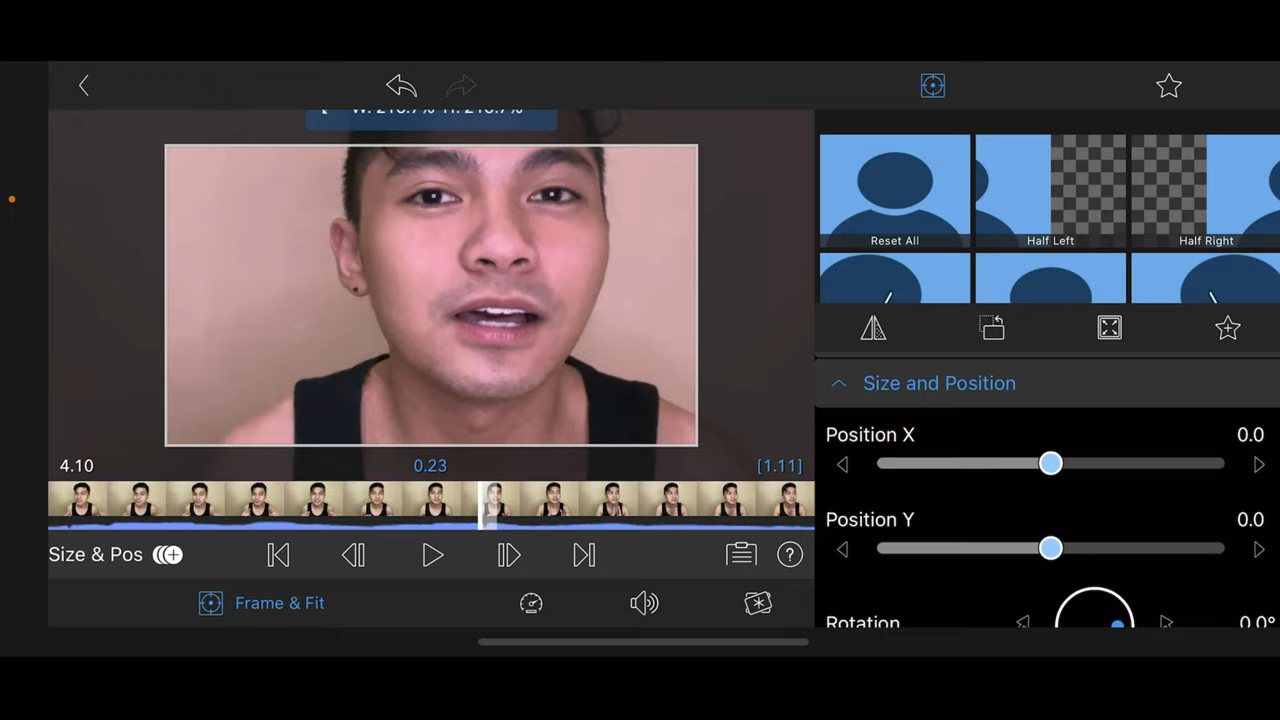 Reset All
Half Left
Half Right
Size and Position
Position X
0.0
4.10
0.23
[1.11]
Position Y
0.0
Size & Pos
?
Frame & Fit
Rotation
0.0°